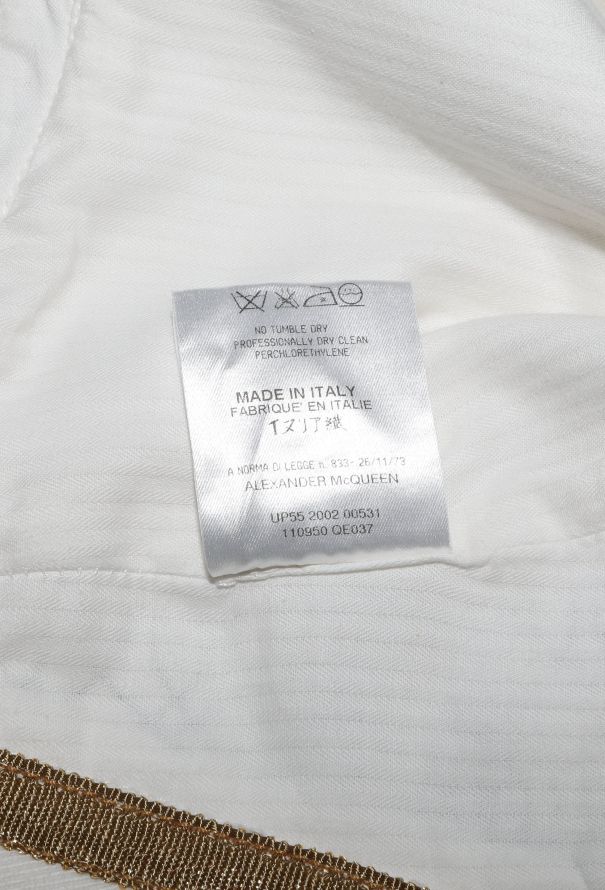 NO TUMBLE DRY
PROFESSIONALLY DRY CLEAN
PERCHLORETHYLENE
MADE IN ITALY
FABRIQUE' EN ITALIE
A NORMA DI LEGGE n. 833- 26/11/73
ALEXANDER McQUEEN
UP55 2002 00531
110950 QE037